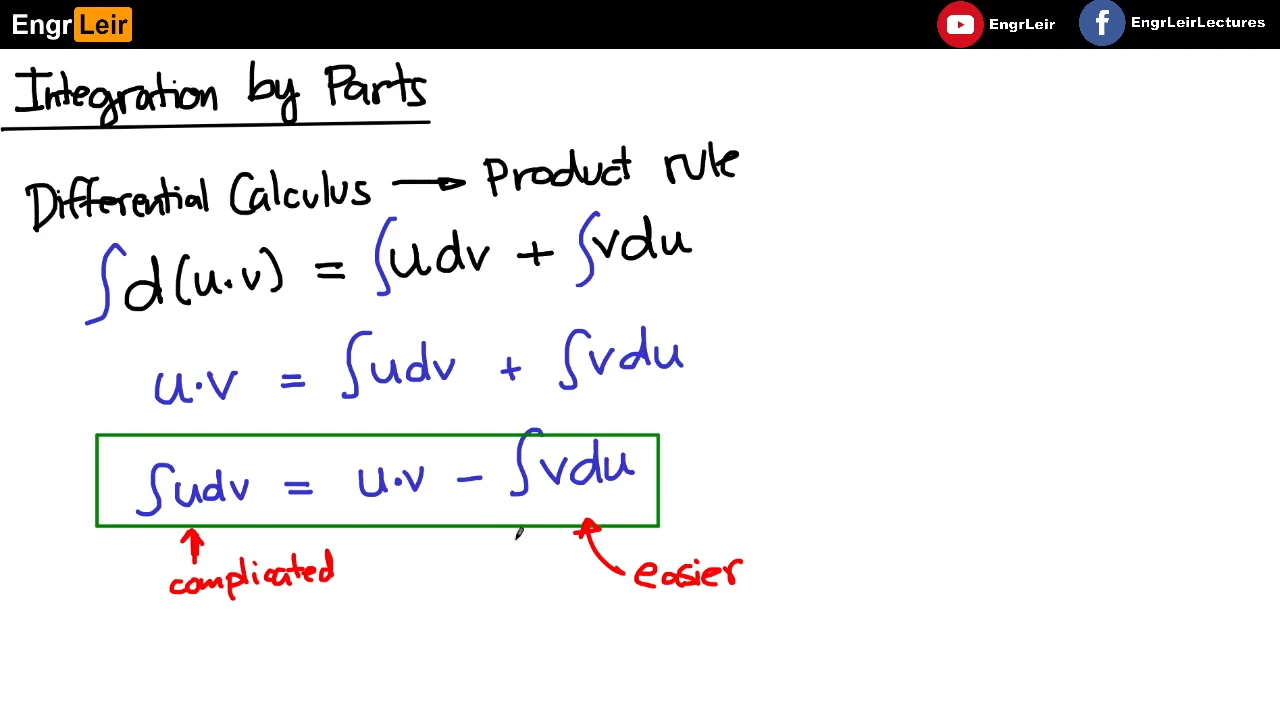 EngrLeir
EngrLeir
EngrLeirLectures
Integration by Parts
Differential Calculus → Product rule
∫d(u·v) = ∫udv + ∫vdu
u·v = ∫udv + ∫vdu
∫udv = u·v − ∫vdu
complicated
easier